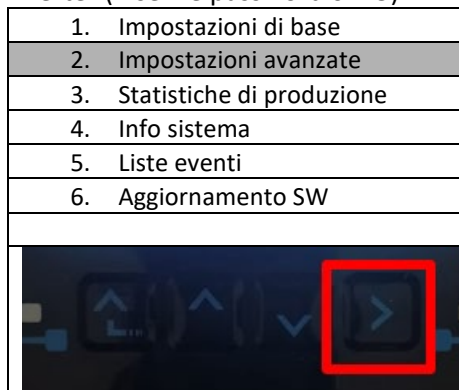 1. Impostazioni di base
2. Impostazioni avanzate
3. Statistiche di produzione
4. Info sistema
5. Liste eventi
6. Aggiornamento SW